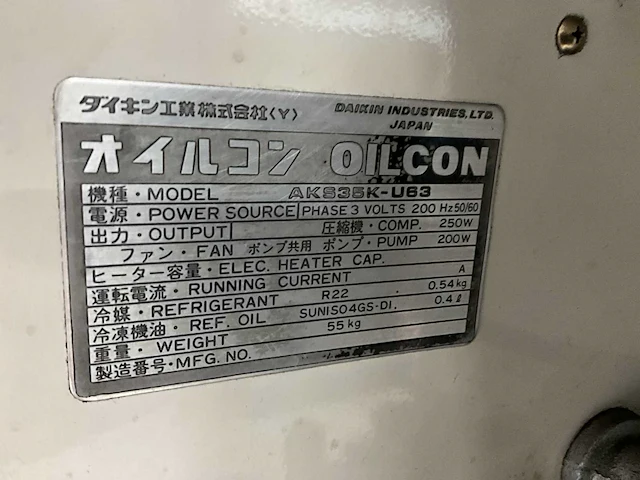 ダイキン工業株式会社〈Y〉 DAIKIN INDUSTRIES, LTD.
JAPAN
オイルコン OILCON
機種・MODEL AKS35K-U63
電源・POWER SOURCE PHASE 3 VOLTS 200 Hz 50/60
出力・OUTPUT 圧縮機・COMP. 250W
ファン・FAN ポンプ共用 ポンプ・PUMP 200W
ヒーター容量・ELEC. HEATER CAP.
運転電流・RUNNING CURRENT A
冷媒・REFRIGERANT R22 0.54kg
冷凍機油・REF. OIL SUNISO4GS-DI. 0.4ℓ
重量・WEIGHT 55kg
製造番号・MFG. NO.